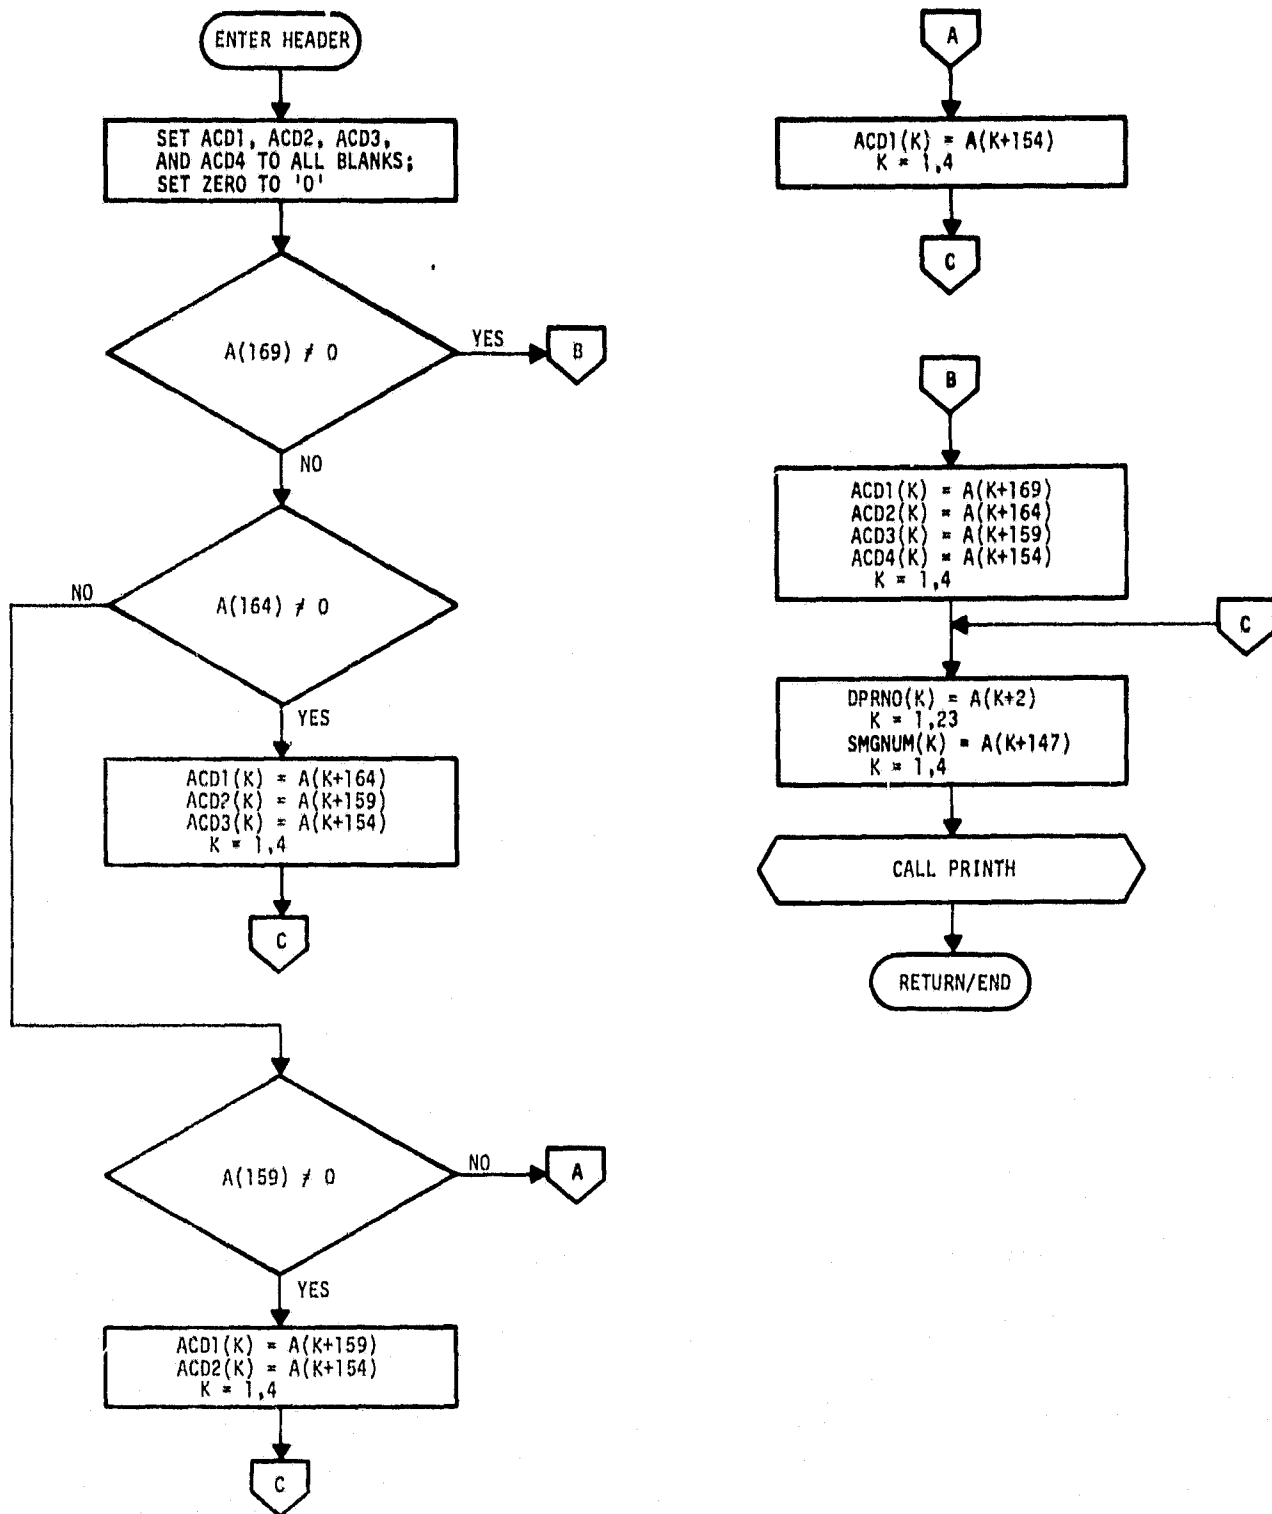 ENTER HEADER
SET ACD1, ACD2, ACD3,
AND ACD4 TO ALL BLANKS;
SET ZERO TO '0'
A(169) ≠ 0
YES
B
NO
A(164) ≠ 0
NO
YES
ACD1(K) = A(K+164)
ACD2(K) = A(K+159)
ACD3(K) = A(K+154)
K = 1,4
C
A(159) ≠ 0
NO
A
YES
ACD1(K) = A(K+159)
ACD2(K) = A(K+154)
K = 1,4
C
A
ACD1(K) = A(K+154)
K = 1,4
C
B
ACD1(K) = A(K+169)
ACD2(K) = A(K+164)
ACD3(K) = A(K+159)
ACD4(K) = A(K+154)
K = 1,4
C
DPRNO(K) = A(K+2)
K = 1,23
SMGNUM(K) = A(K+147)
K = 1,4
CALL PRINTH
RETURN/END